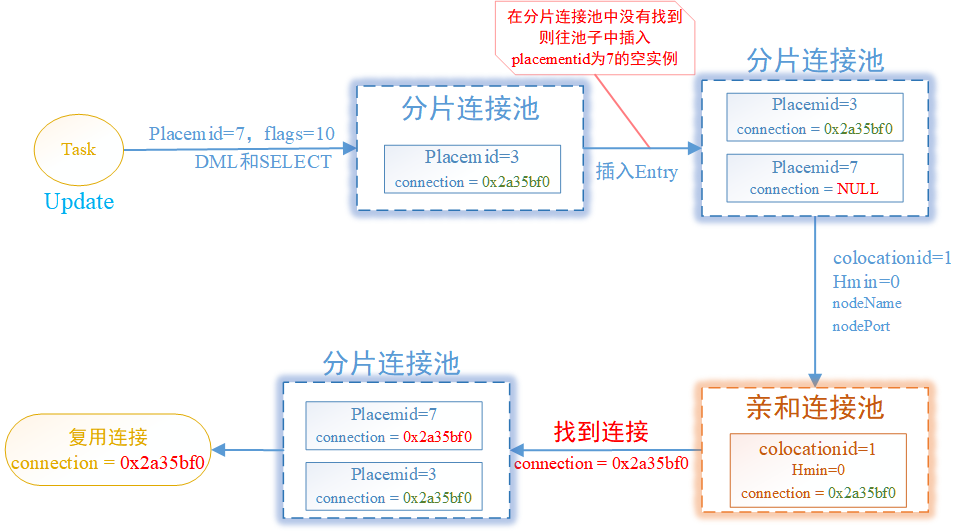 在分片连接池中没有找到
则往池子中插入
placementid为7的空实例
Task
Update
Placemid=7，flags=10
DML和SELECT
分片连接池
Placemid=3
connection = 0x2a35bf0
插入Entry
分片连接池
Placemid=3
connection = 0x2a35bf0
Placemid=7
connection = NULL
colocationid=1
Hmin=0
nodeName
nodePort
亲和连接池
colocationid=1
Hmin=0
connection = 0x2a35bf0
找到连接
connection = 0x2a35bf0
分片连接池
Placemid=7
connection = 0x2a35bf0
Placemid=3
connection = 0x2a35bf0
复用连接
connection = 0x2a35bf0